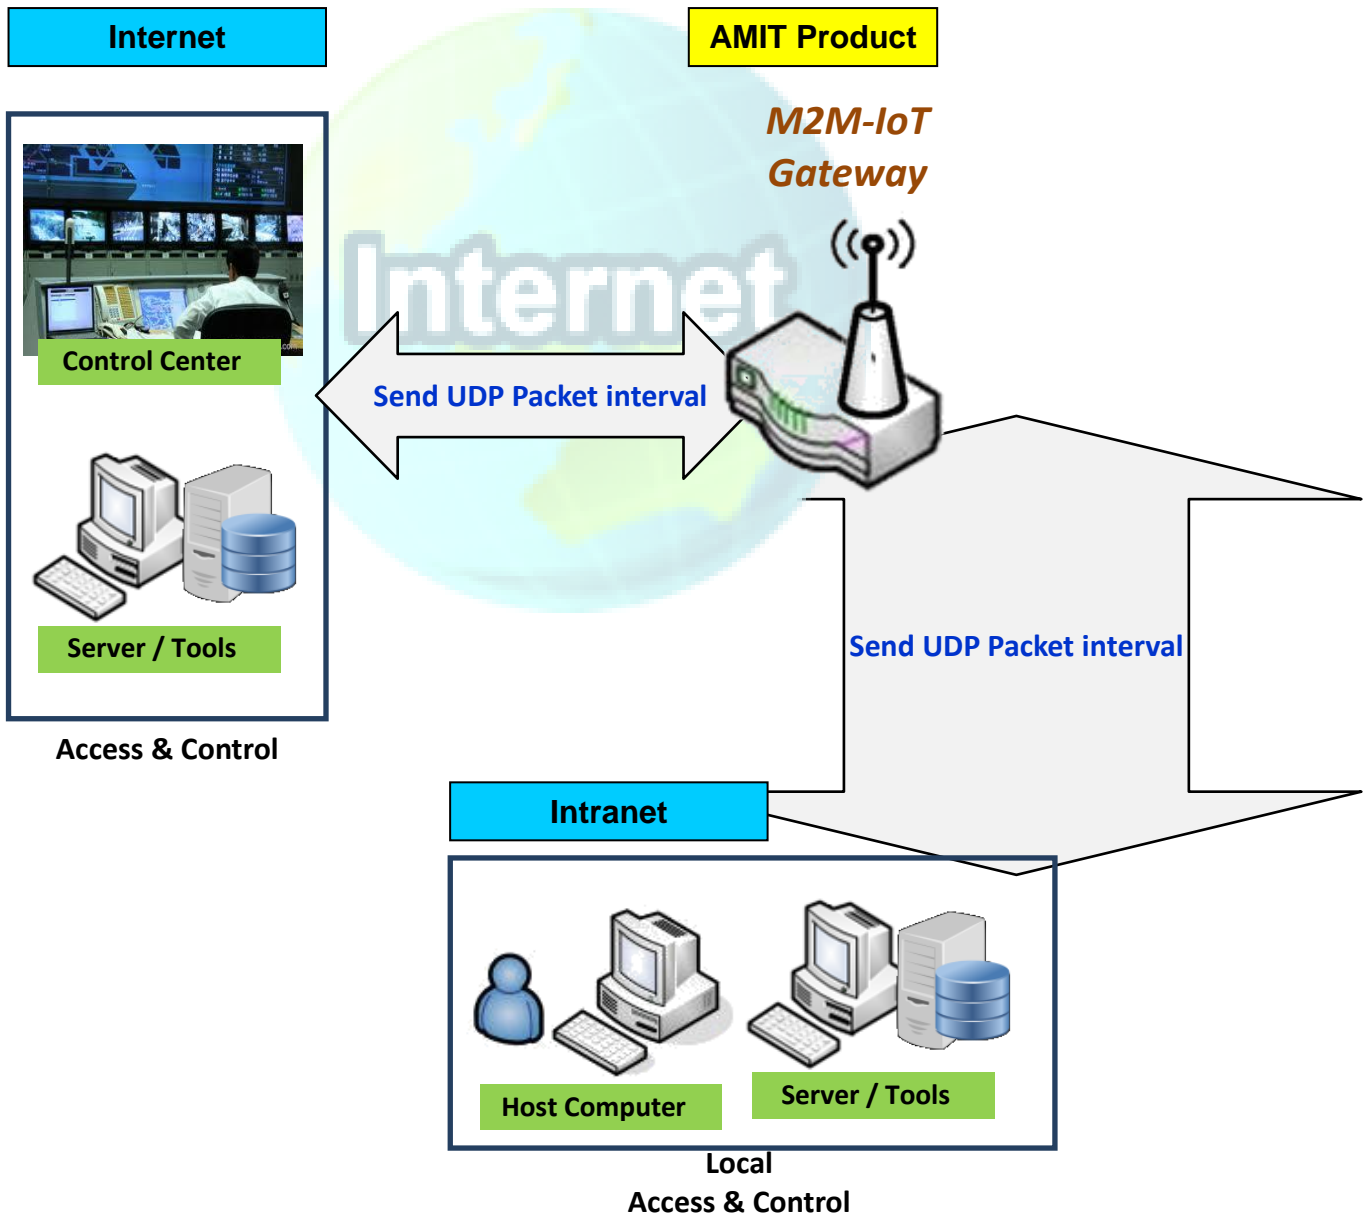 Internet
AMIT Product
M2M-IoT
Gateway
Internet
Control Center
Send UDP Packet interval
Server / Tools
Send UDP Packet interval
Access & Control
Intranet
Host Computer
Server / Tools
Local
Access & Control